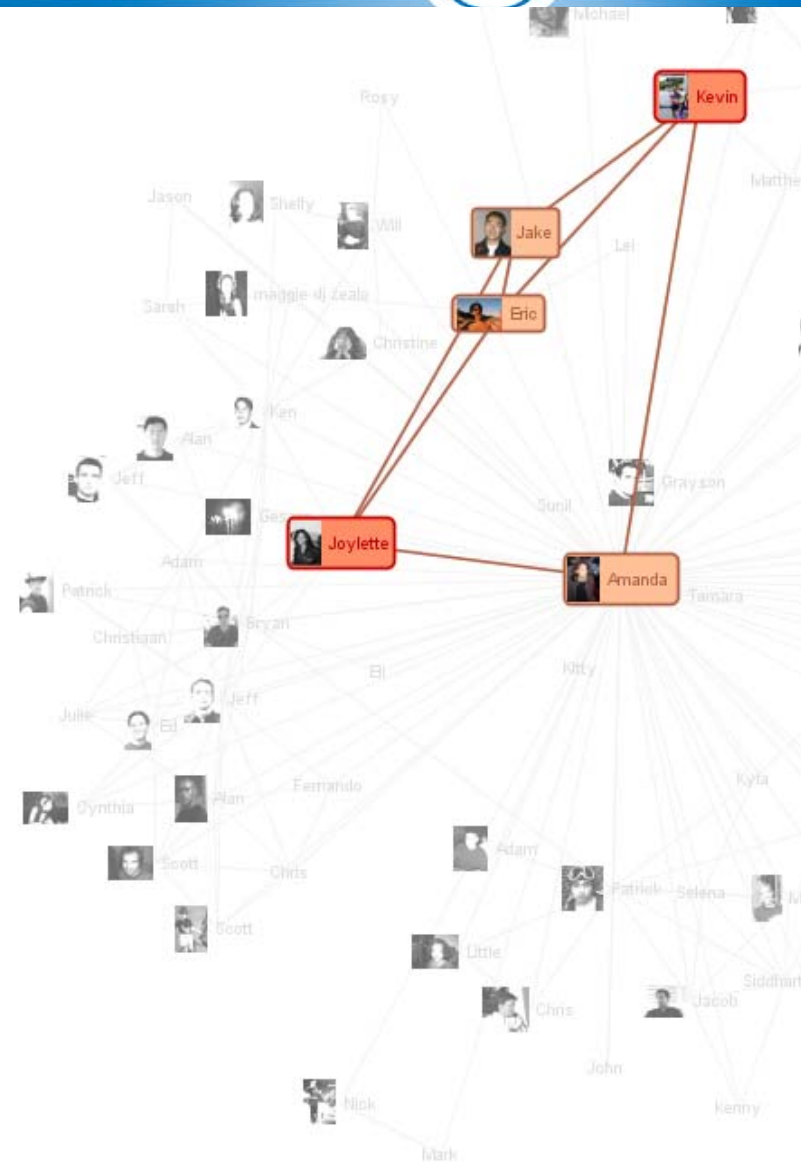 Michael
Kevin
Rosy
Matthe
Jason
Shelly
Will
Jake
Lei
maggie dj zeala
Sarah
Eric
Christine
Ken
Alan
Jeff
Grayson
Sunil
Joylette
Adam
Amanda
Patrick
Tamara
Bryan
Christiaan
Eli
Kitty
Jeff
Julie
Ed
Kyla
Fernando
Cynthia
Alan
Adam
Scott
Chris
Patrick
Selena
M
Scott
Little
Siddhart
Jacob
Chris
John
Nick
kenny
Mark